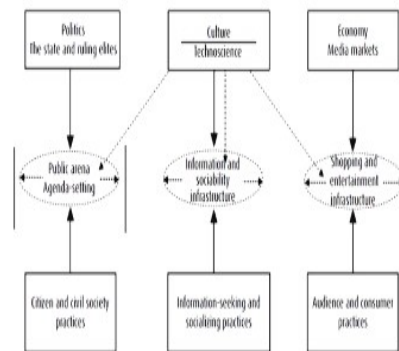 Politics
The state and ruling elites
Culture
Technoscience
Economy
Media markets
Public arena
Agenda-setting
Information and
sociability
infrastructure
Shopping and
entertainment
infrastructure
Citizen and civil society
practices
Information-seeking and
socializing practices
Audience and consumer
practices